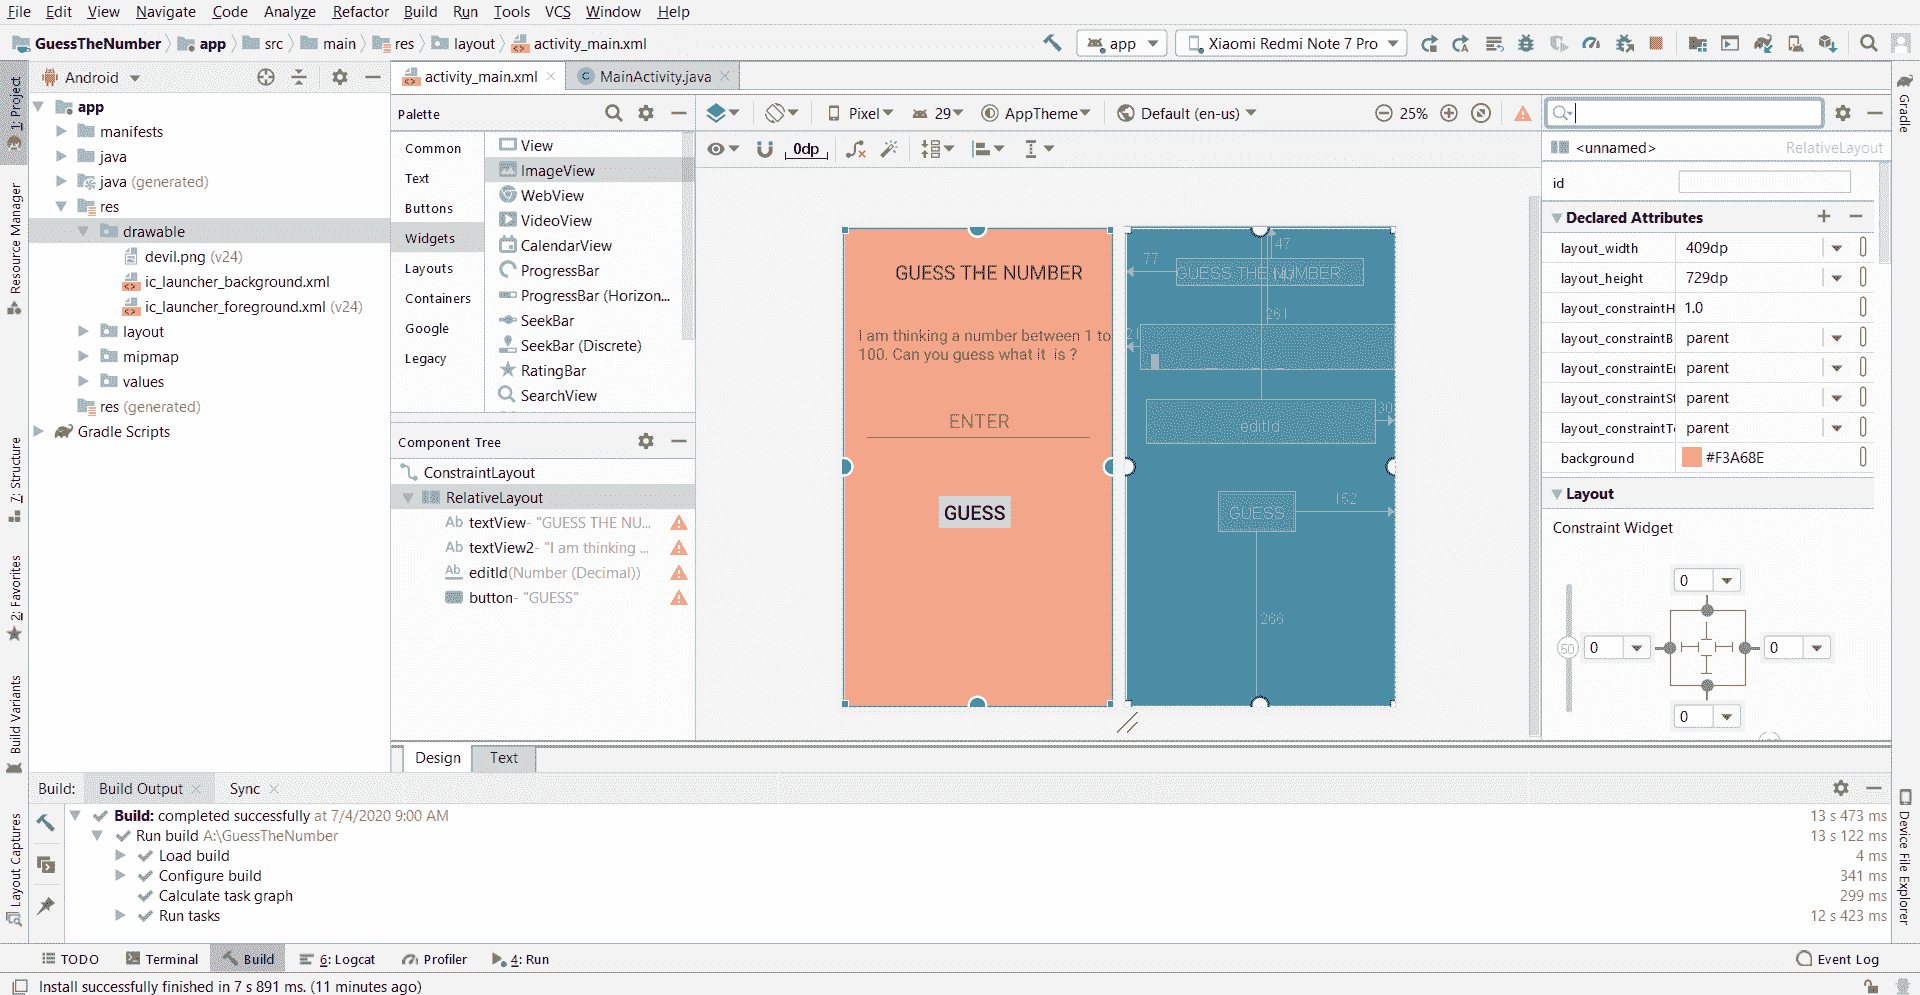 File Edit View Navigate Code Analyze Refactor Build Run Tools VCS Window Help
GuessTheNumber app src main res layout activity_main.xml
app Xiaomi Redmi Note 7 Pro
Android
activity_main.xml MainActivity.java
1: Project
Resource Manager
7: Structure
2: Favorites
Build Variants
Layout Captures
app
manifests
java
java (generated)
res
drawable
devil.png (v24)
ic_launcher_background.xml
ic_launcher_foreground.xml (v24)
layout
mipmap
values
res (generated)
Gradle Scripts
Palette
Common
Text
Buttons
Widgets
Layouts
Containers
Google
Legacy
View
ImageView
WebView
VideoView
CalendarView
ProgressBar
ProgressBar (Horizon...
SeekBar
SeekBar (Discrete)
RatingBar
SearchView
Component Tree
ConstraintLayout
RelativeLayout
Ab textView- "GUESS THE NU...
Ab textView2- "I am thinking ...
Ab editId(Number (Decimal))
button- "GUESS"
Pixel 29 AppTheme Default (en-us) 25%
0dp
GUESS THE NUMBER
I am thinking a number between 1 to
100. Can you guess what it is ?
ENTER
GUESS
47
77
GUESS THE NUMBER
261
21
30
editId
GUESS
152
266
<unnamed> RelativeLayout
id
Declared Attributes
layout_width 409dp
layout_height 729dp
layout_constraintH 1.0
layout_constraintB parent
layout_constraintE parent
layout_constraintSt parent
layout_constraintT parent
background #F3A68E
Layout
Constraint Widget
0
50 0 0
0
Gradle
Device File Explorer
Design Text
Build: Build Output Sync
Build: completed successfully at 7/4/2020 9:00 AM 13 s 473 ms
Run build A:\GuessTheNumber 13 s 122 ms
Load build 4 ms
Configure build 341 ms
Calculate task graph 299 ms
Run tasks 12 s 423 ms
TODO Terminal Build 6: Logcat Profiler 4: Run Event Log
Install successfully finished in 7 s 891 ms. (11 minutes ago)